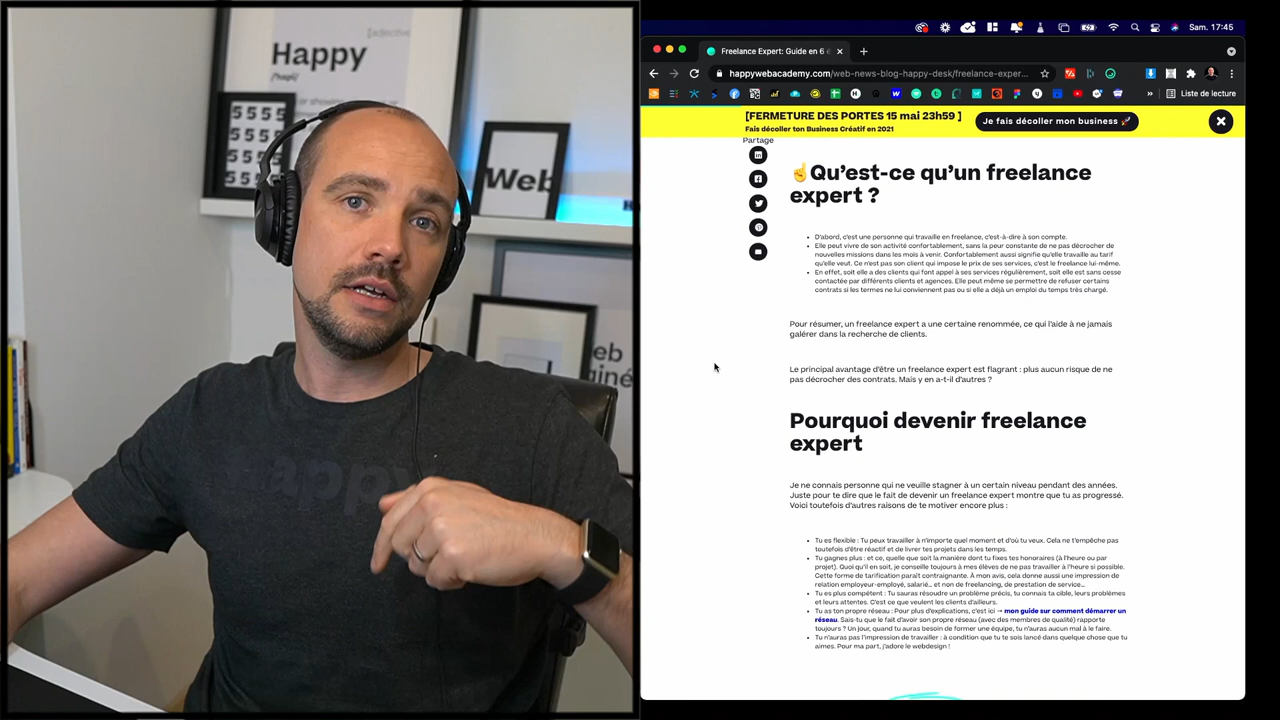 [adjective]
Happy
/'hapi/
or showing
5 5 5 5
5 5 5 5
5 5 5 5
5 5 5 5
Web
appy
Sam. 17:45
Freelance Expert: Guide en 6 é
happywebacademy.com/web-news-blog-happy-desk/freelance-exper...
Liste de lecture
[FERMETURE DES PORTES 15 mai 23h59 ]
Fais décoller ton Business Créatif en 2021
Je fais décoller mon business 🚀
Partage
☝️Qu'est-ce qu'un freelance
expert ?
D'abord, c'est une personne qui travaille en freelance, c'est-à-dire à son compte.
Elle peut vivre de son activité confortablement, sans la peur constante de ne pas décrocher de
nouvelles missions dans les mois à venir. Confortablement aussi signifie qu'elle travaille au tarif
qu'elle veut. Ce n'est pas son client qui impose le prix de ses services, c'est le freelance lui-même.
En effet, soit elle a des clients qui font appel à ses services régulièrement, soit elle est sans cesse
contactée par différents clients et agences. Elle peut même se permettre de refuser certains
contrats si les termes ne lui conviennent pas ou si elle a déjà un emploi du temps très chargé.
Pour résumer, un freelance expert a une certaine renommée, ce qui l'aide à ne jamais
galérer dans la recherche de clients.
Le principal avantage d'être un freelance expert est flagrant : plus aucun risque de ne
pas décrocher des contrats. Mais y en a-t-il d'autres ?
Pourquoi devenir freelance
expert
Je ne connais personne qui ne veuille stagner à un certain niveau pendant des années.
Juste pour te dire que le fait de devenir un freelance expert montre que tu as progressé.
Voici toutefois d'autres raisons de te motiver encore plus :
Tu es flexible : Tu peux travailler à n'importe quel moment et d'où tu veux. Cela ne t'empêche pas
toutefois d'être réactif et de livrer tes projets dans les temps.
Tu gagnes plus : et ce, quelle que soit la manière dont tu fixes tes honoraires (à l'heure ou par
projet). Quoi qu'il en soit, je conseille toujours à mes élèves de ne pas travailler à l'heure si possible.
Cette forme de tarification paraît contraignante. À mon avis, cela donne aussi une impression de
relation employeur-employé, salarié... et non de freelancing, de prestation de service...
Tu es plus compétent : Tu sauras résoudre un problème précis, tu connais ta cible, leurs problèmes
et leurs attentes. C'est ce que veulent les clients d'ailleurs.
Tu as ton propre réseau : Pour plus d'explications, c'est ici → mon guide sur comment démarrer un
réseau. Sais-tu que le fait d'avoir son propre réseau (avec des membres de qualité) rapporte
toujours ? Un jour, quand tu auras besoin de former une équipe, tu n'auras aucun mal à le faire.
Tu n'auras pas l'impression de travailler : à condition que tu te sois lancé dans quelque chose que tu
aimes. Pour ma part, j'adore le webdesign !